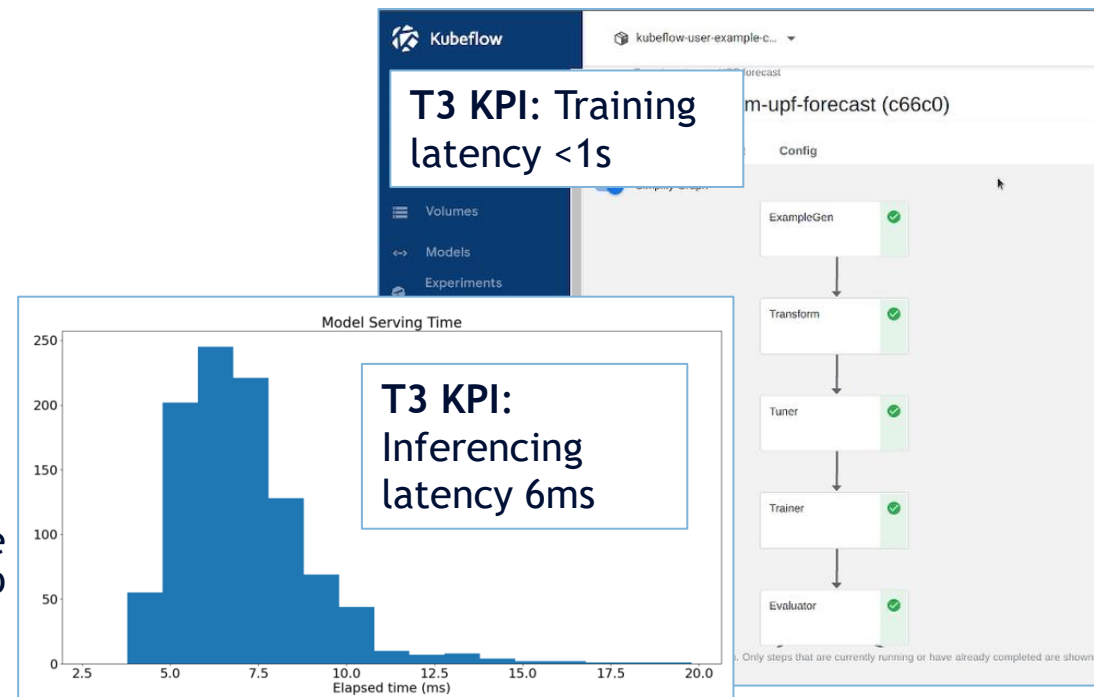 Kubeflow
kubeflow-user-example-c...
forecast
m-upf-forecast (c66c0)
T3 KPI: Training
latency <1s
Config
Simplify Graph
Volumes
Models
Experiments
ExampleGen
Transform
Tuner
Trainer
Evaluator
. Only steps that are currently running or have already completed are shown
Model Serving Time
T3 KPI:
Inferencing
latency 6ms
250
200
150
100
50
0
2.5 5.0 7.5 10.0 12.5 15.0 17.5 20.0
Elapsed time (ms)